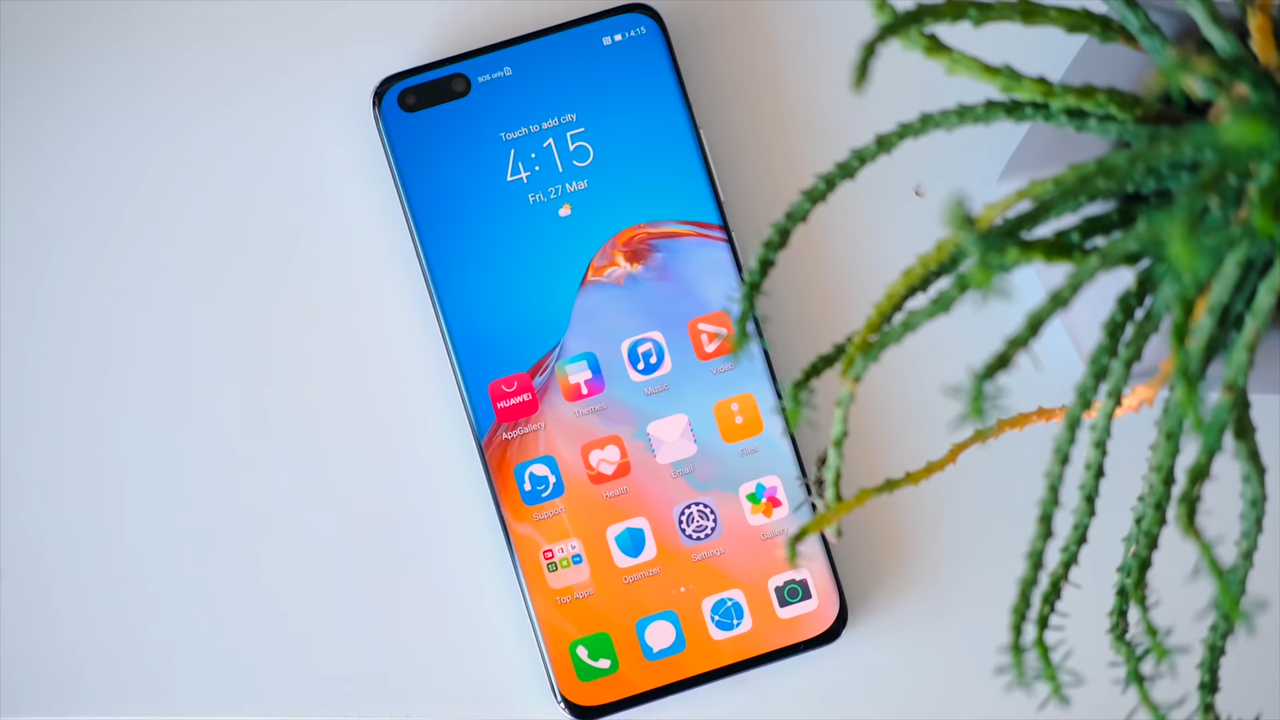 SOS only
4:15
Touch to add city
4:15
Fri, 27 Mar
HUAWEI
AppGallery
Themes
Music
Video
Support
Health
Email
Files
Top Apps
Optimizer
Settings
Gallery